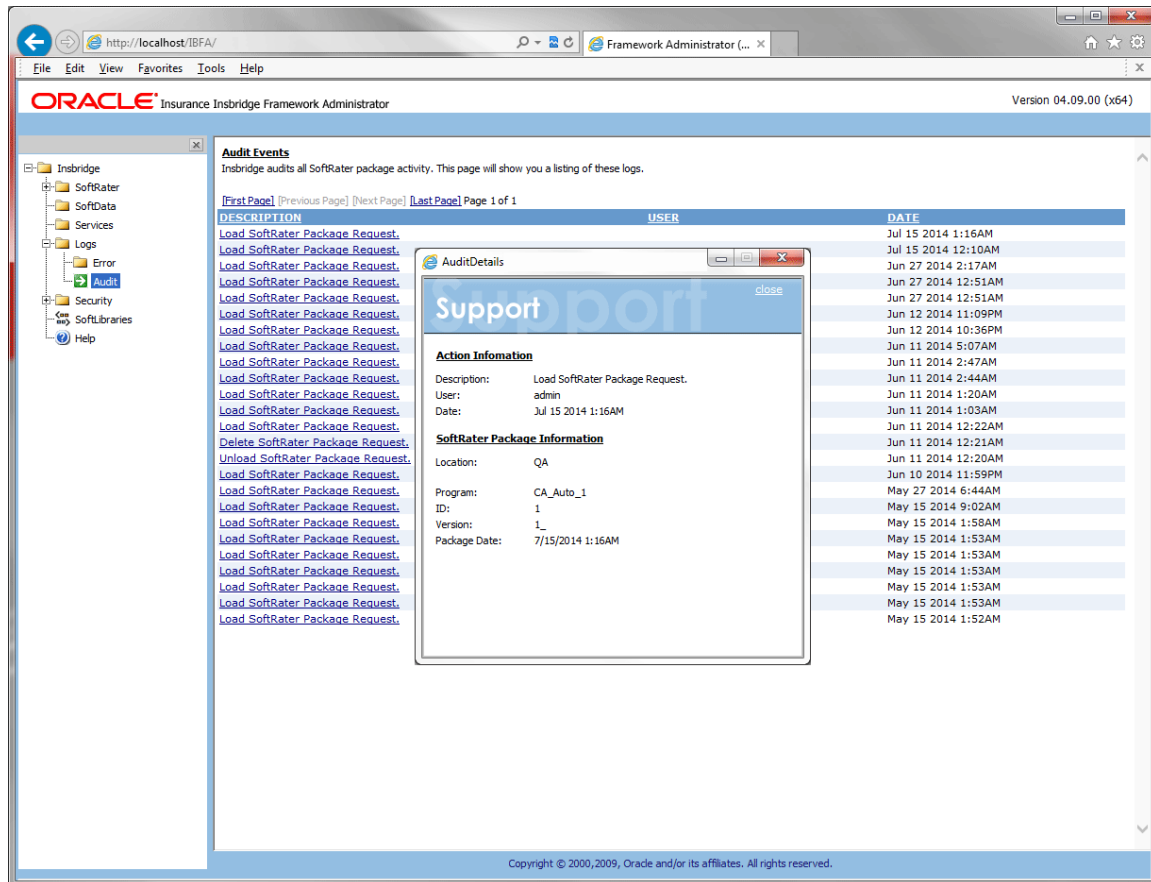 http://localhost/IBFA/
Framework Administrator (...
File Edit View Favorites Tools Help
ORACLE Insurance Insbridge Framework Administrator
Version 04.09.00 (x64)
Insbridge
SoftRater
SoftData
Services
Logs
Error
Audit
Security
SoftLibraries
Help
Audit Events
Insbridge audits all SoftRater package activity. This page will show you a listing of these logs.
[First Page] [Previous Page] [Next Page] [Last Page] Page 1 of 1
DESCRIPTION USER DATE
Load SoftRater Package Request. Jul 15 2014 1:16AM
Load SoftRater Package Request. Jul 15 2014 12:10AM
Load SoftRater Package Request. Jun 27 2014 2:17AM
Load SoftRater Package Request. Jun 27 2014 12:51AM
Load SoftRater Package Request. Jun 27 2014 12:51AM
Load SoftRater Package Request. Jun 12 2014 11:09PM
Load SoftRater Package Request. Jun 12 2014 10:36PM
Load SoftRater Package Request. Jun 11 2014 5:07AM
Load SoftRater Package Request. Jun 11 2014 2:47AM
Load SoftRater Package Request. Jun 11 2014 2:44AM
Load SoftRater Package Request. Jun 11 2014 1:20AM
Load SoftRater Package Request. Jun 11 2014 1:03AM
Load SoftRater Package Request. Jun 11 2014 12:22AM
Delete SoftRater Package Request. Jun 11 2014 12:21AM
Unload SoftRater Package Request. Jun 11 2014 12:20AM
Load SoftRater Package Request. Jun 10 2014 11:59PM
Load SoftRater Package Request. May 27 2014 6:44AM
Load SoftRater Package Request. May 15 2014 9:02AM
Load SoftRater Package Request. May 15 2014 1:58AM
Load SoftRater Package Request. May 15 2014 1:53AM
Load SoftRater Package Request. May 15 2014 1:53AM
Load SoftRater Package Request. May 15 2014 1:53AM
Load SoftRater Package Request. May 15 2014 1:53AM
Load SoftRater Package Request. May 15 2014 1:53AM
Load SoftRater Package Request. May 15 2014 1:52AM
AuditDetails
Support
close
Support
Action Infomation
Description: Load SoftRater Package Request.
User: admin
Date: Jul 15 2014 1:16AM
SoftRater Package Information
Location: QA
Program: CA_Auto_1
ID: 1
Version: 1_
Package Date: 7/15/2014 1:16AM
Copyright © 2000,2009, Oracle and/or its affiliates. All rights reserved.